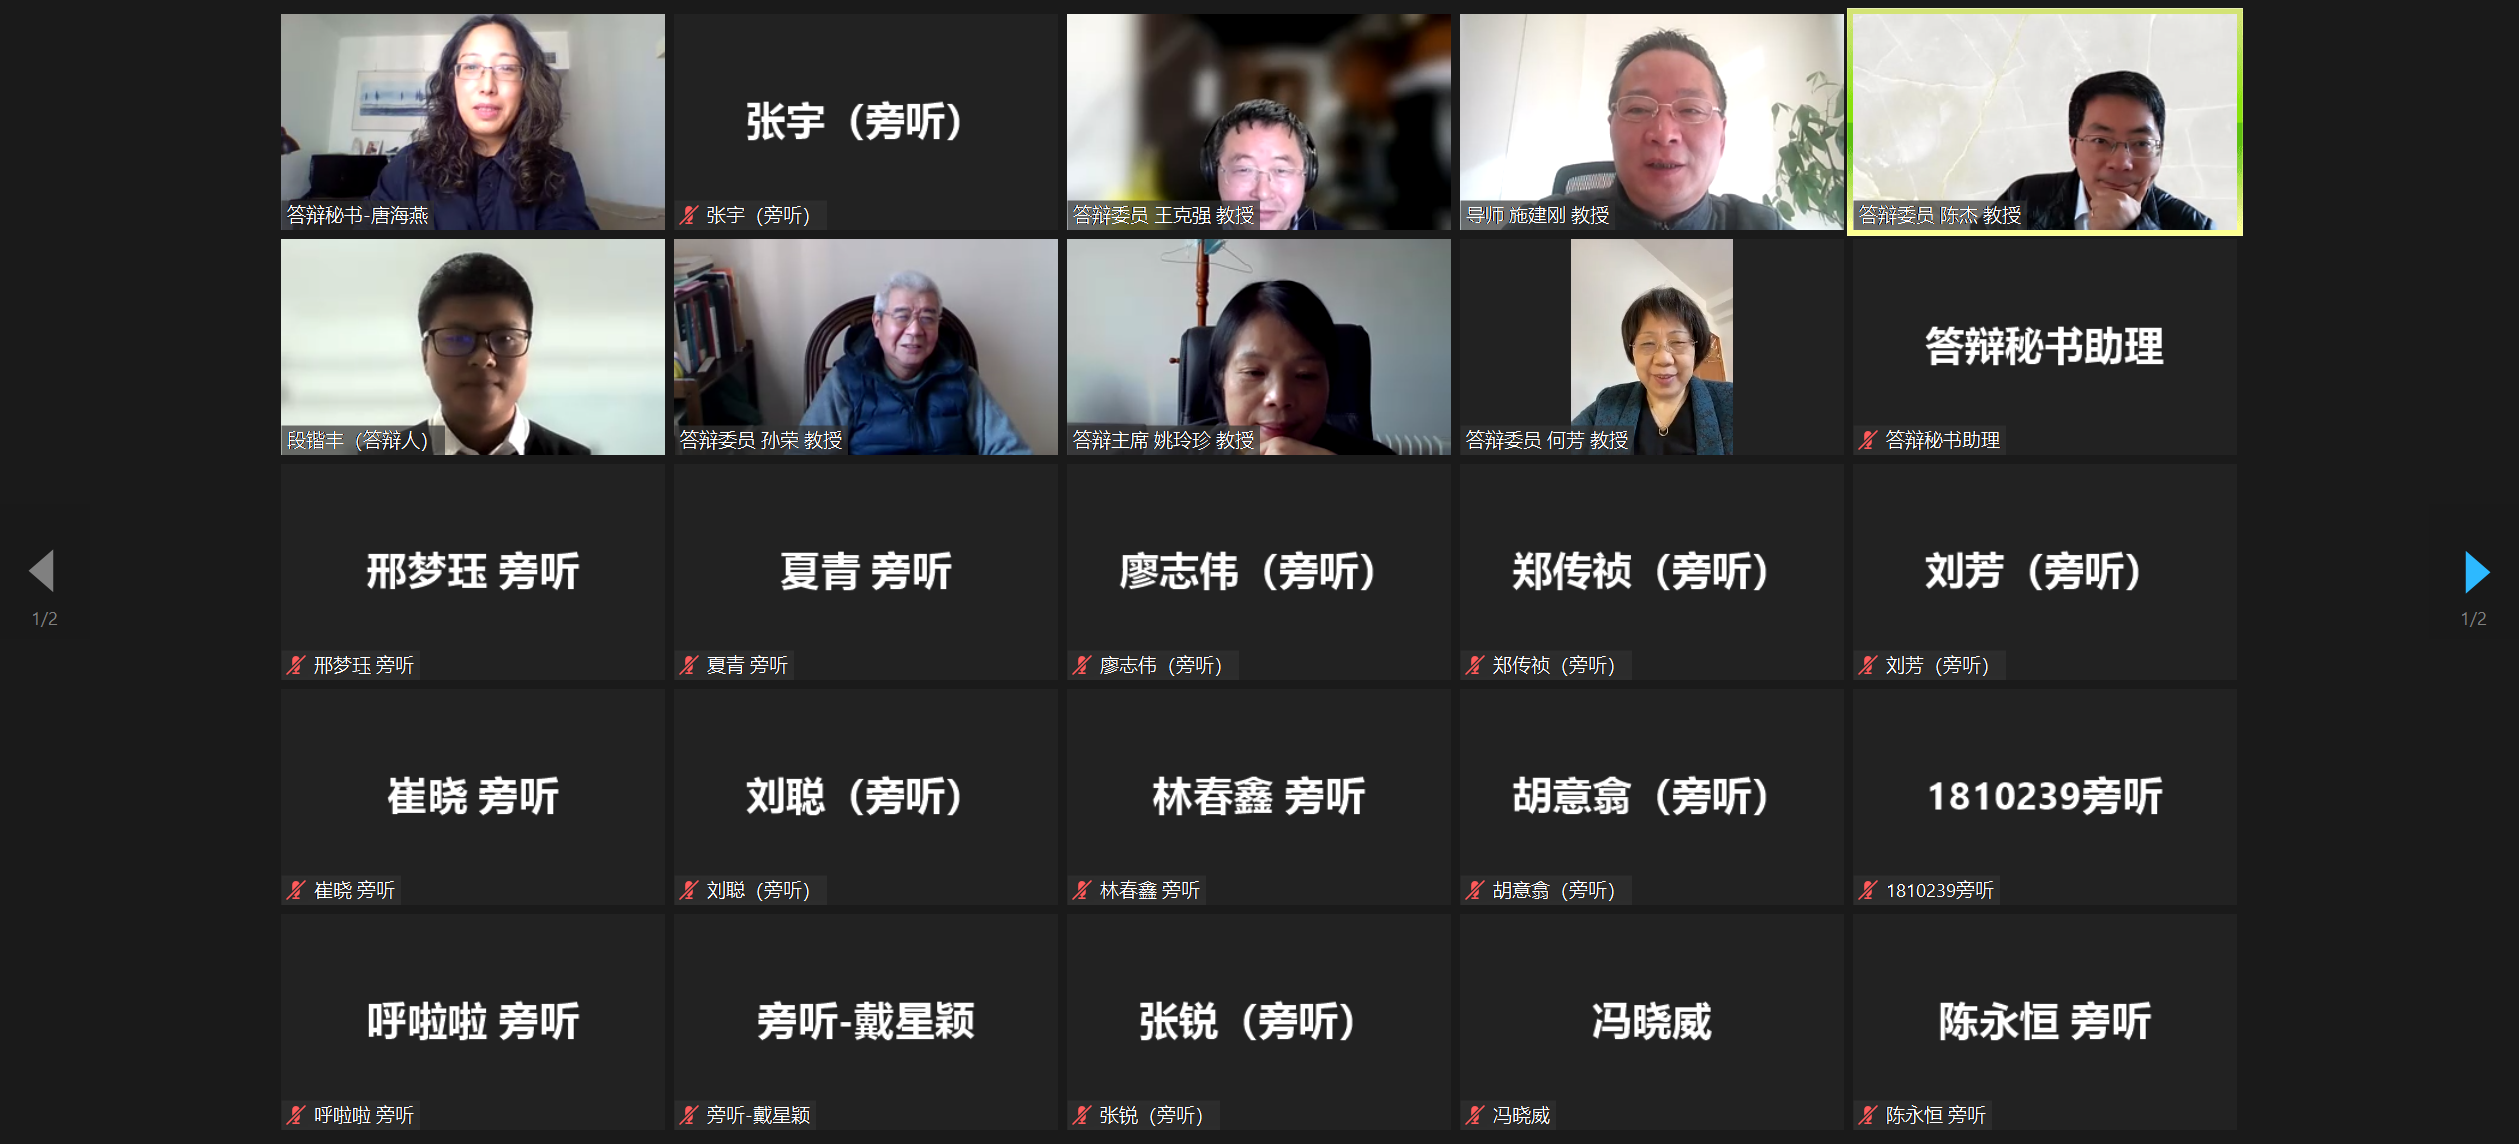 张宇（旁听）
答辩秘书-唐海燕
张宇（旁听）
答辩委员 王克强 教授
导师 施建刚 教授
答辩委员 陈杰 教授
答辩秘书助理
段锴丰（答辩人）
答辩委员 孙荣 教授
答辩主席 姚玲珍 教授
答辩委员 何芳 教授
答辩秘书助理
邢梦珏 旁听
夏青 旁听
廖志伟（旁听）
郑传祯（旁听）
刘芳（旁听）
1/2
1/2
邢梦珏 旁听
夏青 旁听
廖志伟（旁听）
郑传祯（旁听）
刘芳（旁听）
崔晓 旁听
刘聪（旁听）
林春鑫 旁听
胡意翕（旁听）
1810239旁听
崔晓 旁听
刘聪（旁听）
林春鑫 旁听
胡意翕（旁听）
1810239旁听
呼啦啦 旁听
旁听-戴星颖
张锐（旁听）
冯晓威
陈永恒 旁听
呼啦啦 旁听
旁听-戴星颖
张锐（旁听）
冯晓威
陈永恒 旁听